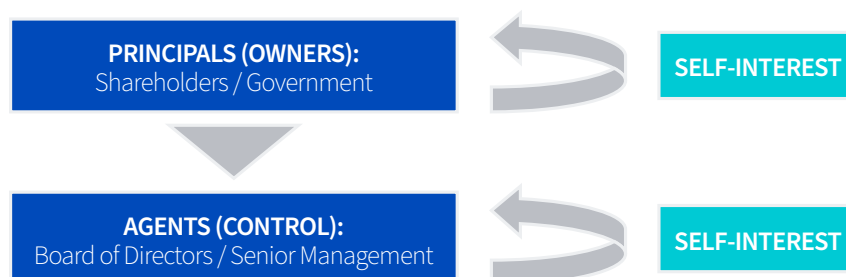 PRINCIPALS (OWNERS):
Shareholders / Government
SELF-INTEREST
AGENTS (CONTROL):
Board of Directors / Senior Management
SELF-INTEREST